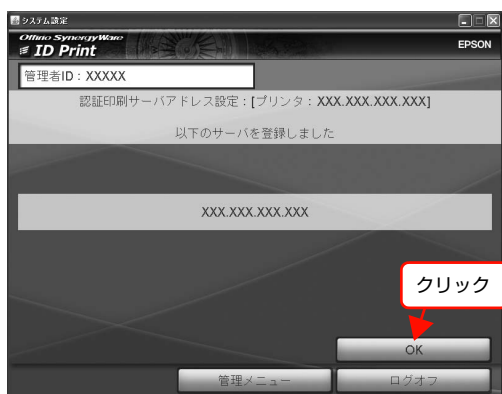 システム設定
Offirio SynergyWare
ID Print
EPSON
管理者ID：XXXXX
認証印刷サーバアドレス設定：[プリンタ：XXX.XXX.XXX.XXX]
以下のサーバを登録しました
XXX.XXX.XXX.XXX
クリック
OK
管理メニュー
ログオフ